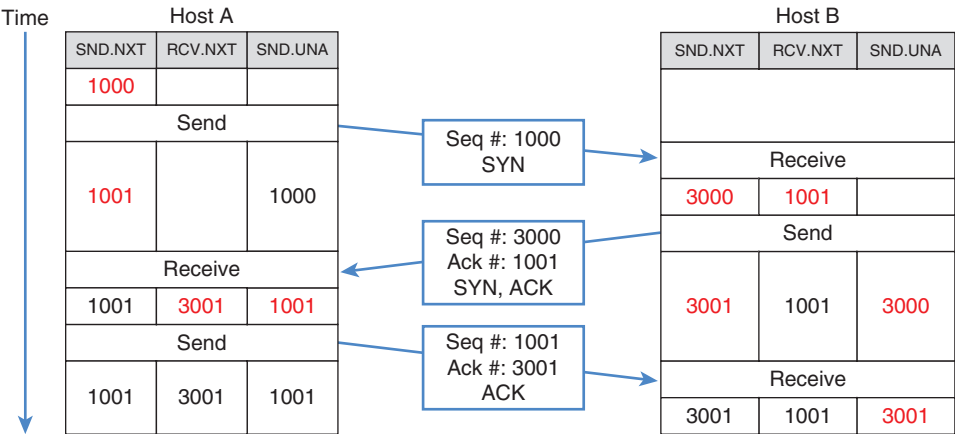 Time
Host A
Host B
SND.NXT RCV.NXT SND.UNA
SND.NXT RCV.NXT SND.UNA
1000
Send
Seq #: 1000
SYN
1001 1000
Receive
3000 1001
Send
Seq #: 3000
Ack #: 1001
SYN, ACK
Receive
1001 3001 1001
3001 1001 3000
Send
Seq #: 1001
Ack #: 3001
ACK
1001 3001 1001
Receive
3001 1001 3001